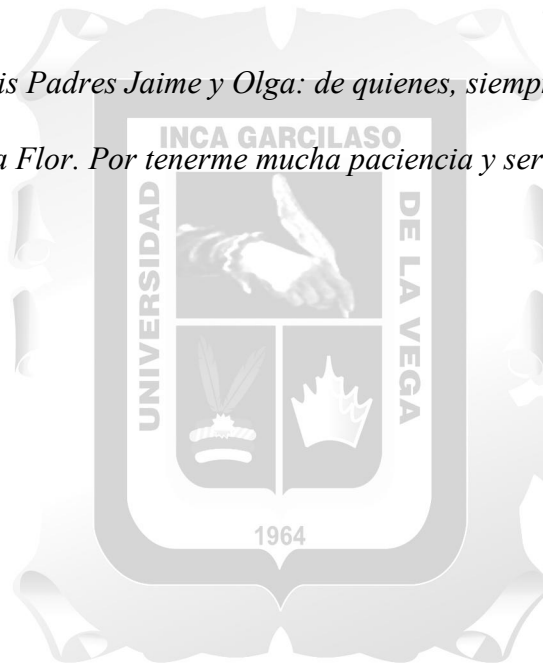 is Padres Jaime y Olga: de quienes, siemp
INCA GARCILASO
a Flor. Por tenerme mucha paciencia y ser
UNIVERSIDAD
DE LA VEGA
1964